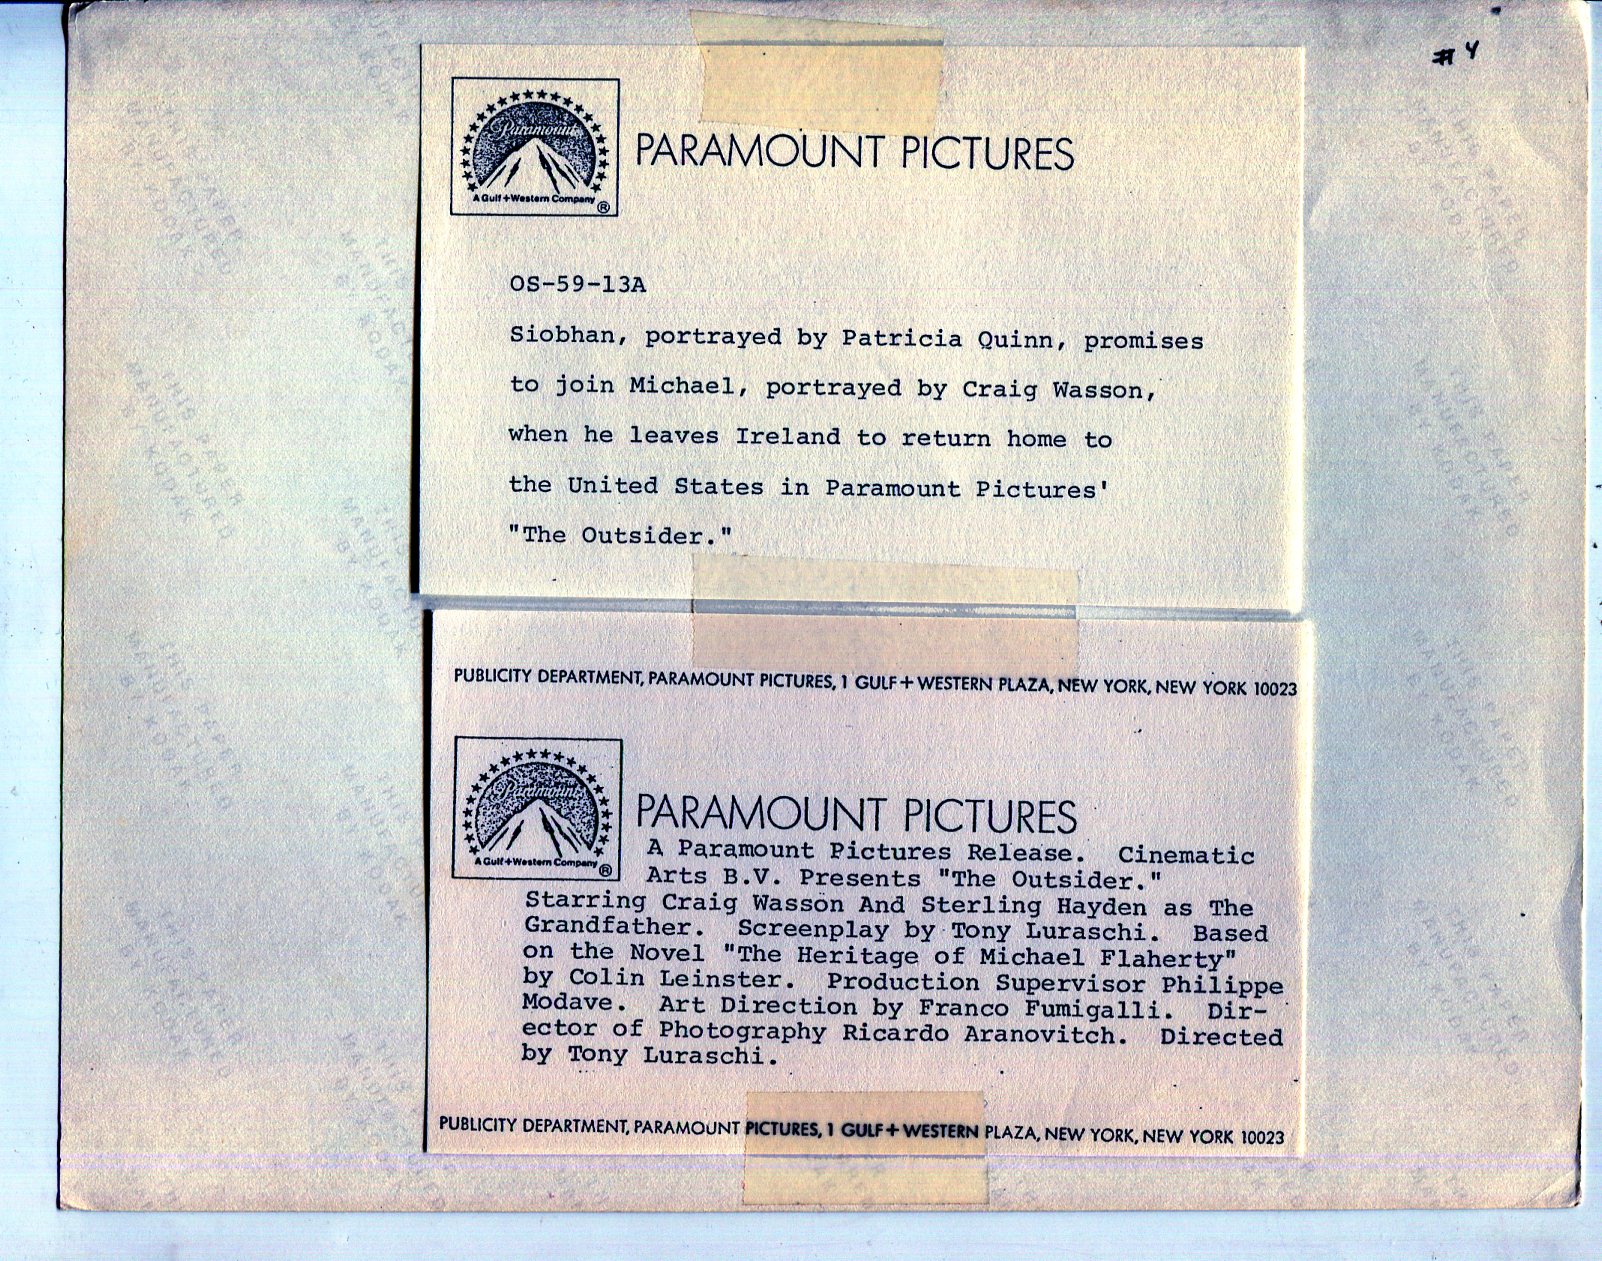 # 4
Paramount
A Gulf+Western Company
®
PARAMOUNT PICTURES
OS-59-13A
Siobhan, portrayed by Patricia Quinn, promises
to join Michael, portrayed by Craig Wasson,
when he leaves Ireland to return home to
the United States in Paramount Pictures'
"The Outsider."
PUBLICITY DEPARTMENT, PARAMOUNT PICTURES, 1 GULF+WESTERN PLAZA, NEW YORK, NEW YORK 10023
Paramount
A Gulf+Western Company
®
PARAMOUNT PICTURES
A Paramount Pictures Release. Cinematic
Arts B.V. Presents "The Outsider."
Starring Craig Wasson And Sterling Hayden as The
Grandfather. Screenplay by Tony Luraschi. Based
on the Novel "The Heritage of Michael Flaherty"
by Colin Leinster. Production Supervisor Philippe
Modave. Art Direction by Franco Fumigalli. Dir-
ector of Photography Ricardo Aranovitch. Directed
by Tony Luraschi.
PUBLICITY DEPARTMENT, PARAMOUNT PICTURES, 1 GULF+WESTERN PLAZA, NEW YORK, NEW YORK 10023
THIS PAPER
MANUFACTURED
BY KODAK